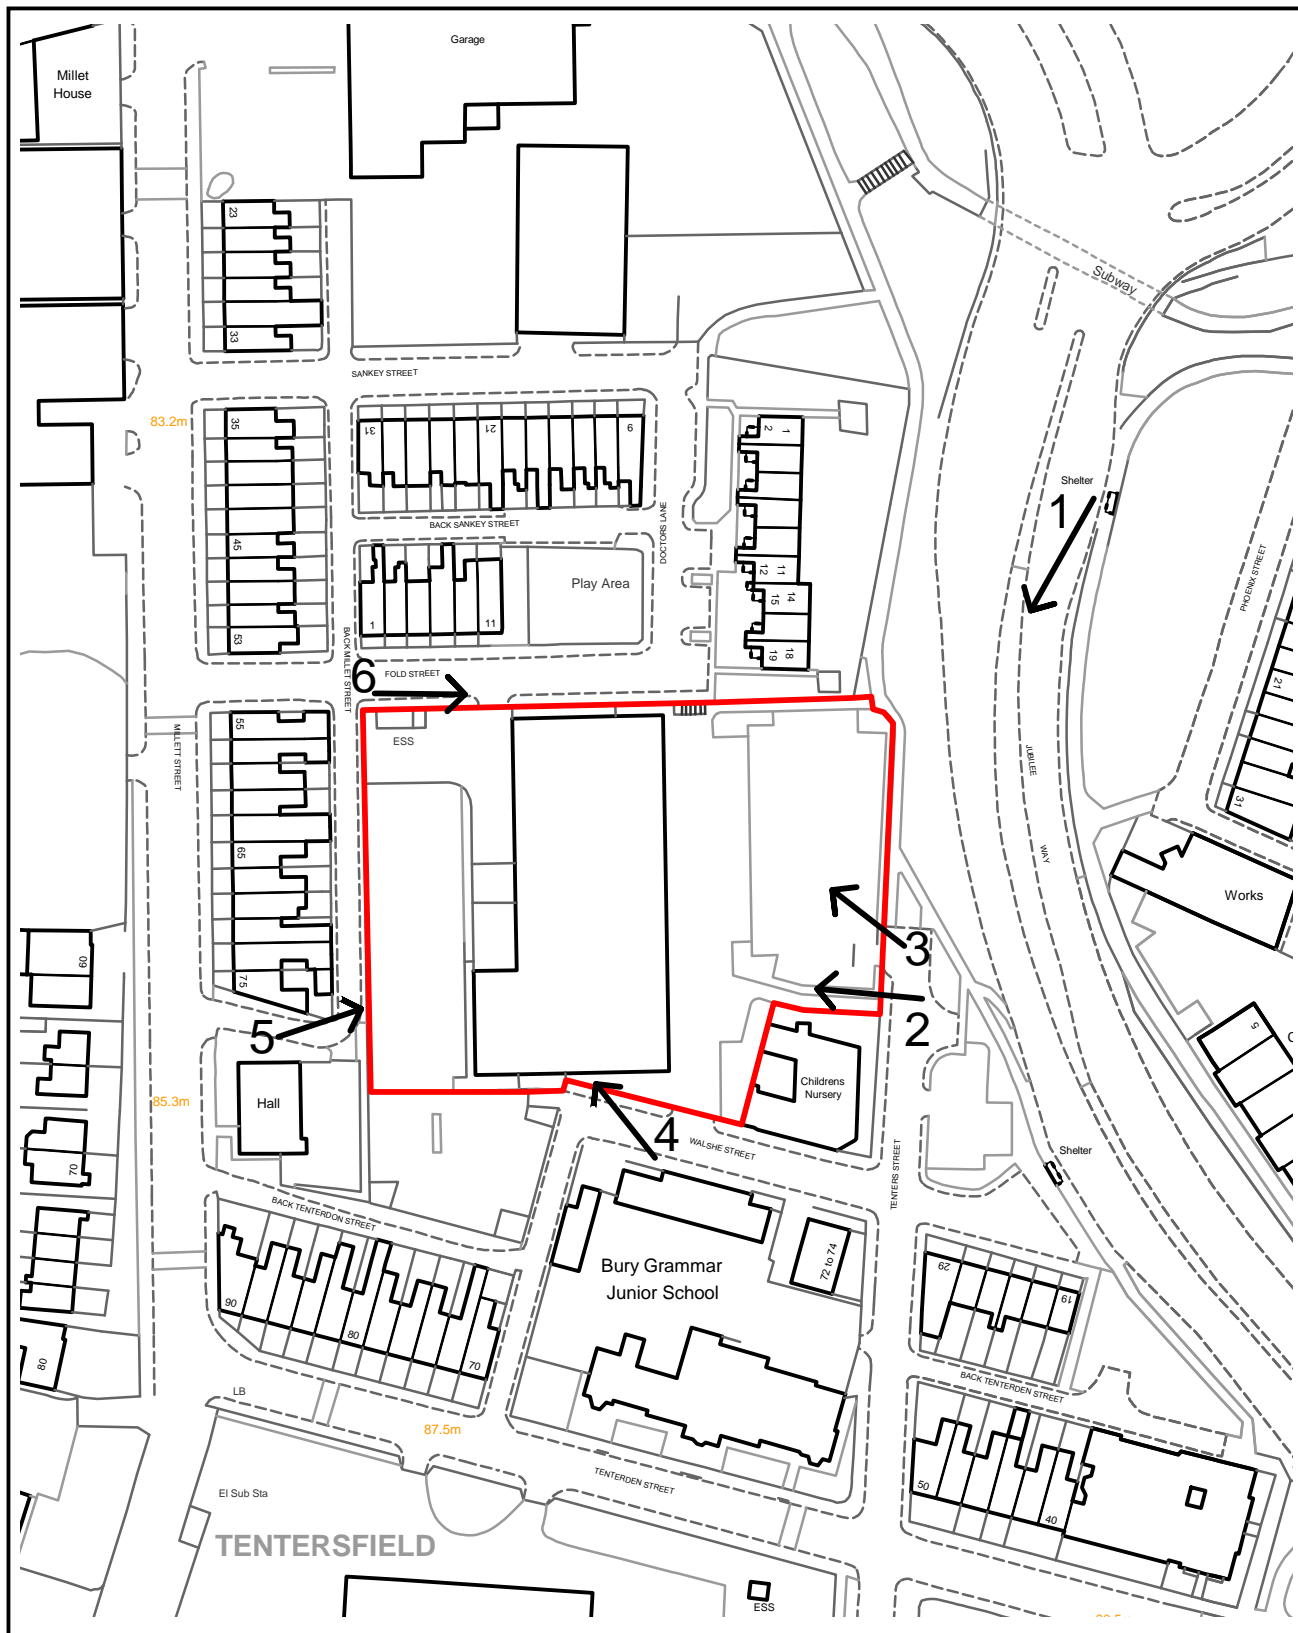 Garage
Millet
House
23
33
Subway
SANKEY STREET
83.2m
35
31
21
9
2
1
Shelter
1
BACK SANKEY STREET
DOCTORS LANE
45
Play Area
12
11
14
15
PHOENIX STREET
1
11
53
BACK MILLET STREET
19
18
6
FOLD STREET
21
55
ESS
MILLETT STREET
JUBILEE
WAY
31
65
Works
60
75
3
2
5
5
Childrens
Nursery
85.3m
Hall
4
WALSHE STREET
Shelter
70
TENTERS STREET
BACK TENTERDON STREET
Bury Grammar
Junior School
72 to 74
29
19
90
80
70
80
BACK TENTERDEN STREET
LB
87.5m
TENTERDEN STREET
50
40
El Sub Sta
TENTERSFIELD
ESS